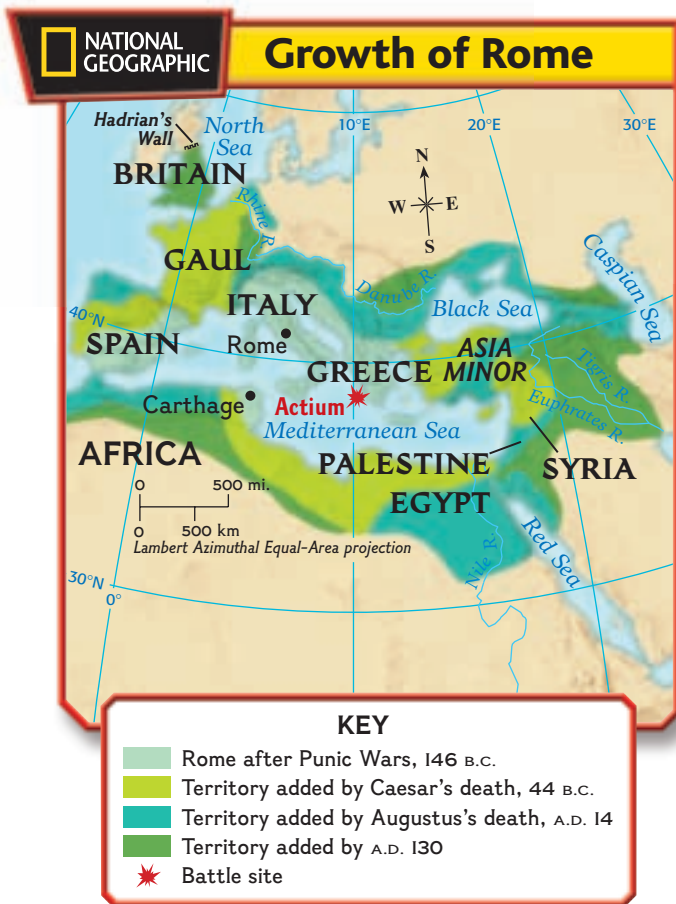 NATIONAL
GEOGRAPHIC
Growth of Rome
Hadrian's
Wall
North
Sea
10°E
20°E
30°E
BRITAIN
N
W
E
S
Rhine R.
GAUL
Danube R.
Caspian Sea
ITALY
Black Sea
40°N
SPAIN
Rome
GREECE
ASIA
MINOR
Tigris R.
Carthage
Actium
Euphrates R.
Mediterranean Sea
AFRICA
PALESTINE
SYRIA
0
500 mi.
EGYPT
0
500 km
Lambert Azimuthal Equal-Area projection
Nile R.
Red Sea
30°N
0°
KEY
Rome after Punic Wars, 146 B.C.
Territory added by Caesar's death, 44 B.C.
Territory added by Augustus's death, A.D. 14
Territory added by A.D. 130
Battle site